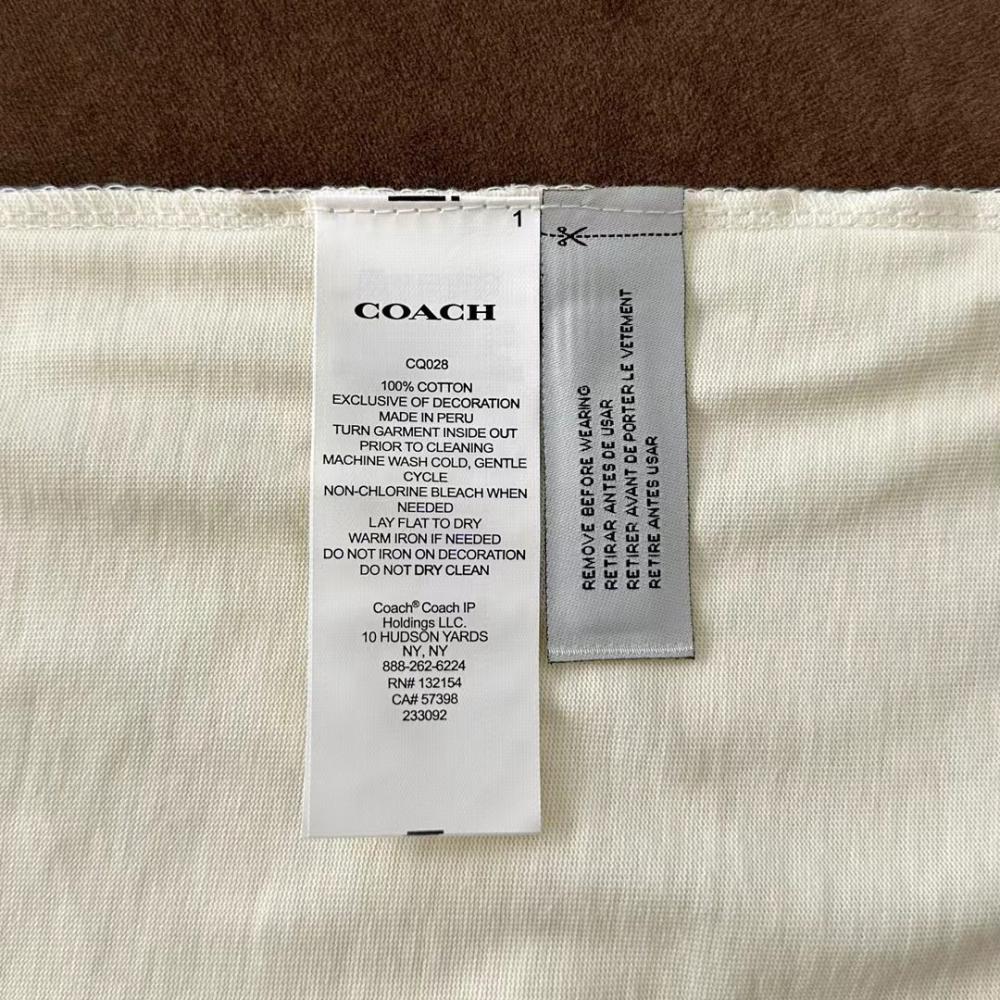 1
COACH
CQ028
100% COTTON
EXCLUSIVE OF DECORATION
MADE IN PERU
TURN GARMENT INSIDE OUT
PRIOR TO CLEANING
MACHINE WASH COLD, GENTLE
CYCLE
NON-CHLORINE BLEACH WHEN
NEEDED
LAY FLAT TO DRY
WARM IRON IF NEEDED
DO NOT IRON ON DECORATION
DO NOT DRY CLEAN
Coach® Coach IP
Holdings LLC.
10 HUDSON YARDS
NY, NY
888-262-6224
RN# 132154
CA# 57398
233092
REMOVE BEFORE WEARING
RETIRAR ANTES DE USAR
RETIRER AVANT DE PORTER LE VETEMENT
RETIRE ANTES USAR